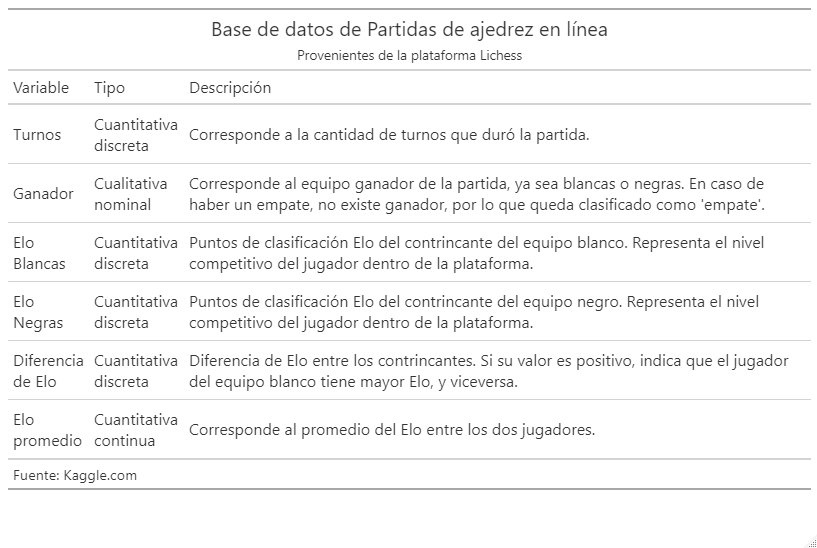 Base de datos de Partidas de ajedrez en línea
Provenientes de la plataforma Lichess
Variable Tipo Descripción
Turnos Cuantitativa discreta Corresponde a la cantidad de turnos que duró la partida.
Ganador Cualitativa nominal Corresponde al equipo ganador de la partida, ya sea blancas o negras. En caso de
haber un empate, no existe ganador, por lo que queda clasificado como 'empate'.
Elo Cuantitativa Puntos de clasificación Elo del contrincante del equipo blanco. Representa el nivel
Blancas discreta competitivo del jugador dentro de la plataforma.
Elo Cuantitativa Puntos de clasificación Elo del contrincante del equipo negro. Representa el nivel
Negras discreta competitivo del jugador dentro de la plataforma.
Diferencia Cuantitativa Diferencia de Elo entre los contrincantes. Si su valor es positivo, indica que el jugador
de Elo discreta del equipo blanco tiene mayor Elo, y viceversa.
Elo promedio Cuantitativa continua Corresponde al promedio del Elo entre los dos jugadores.
Fuente: Kaggle.com